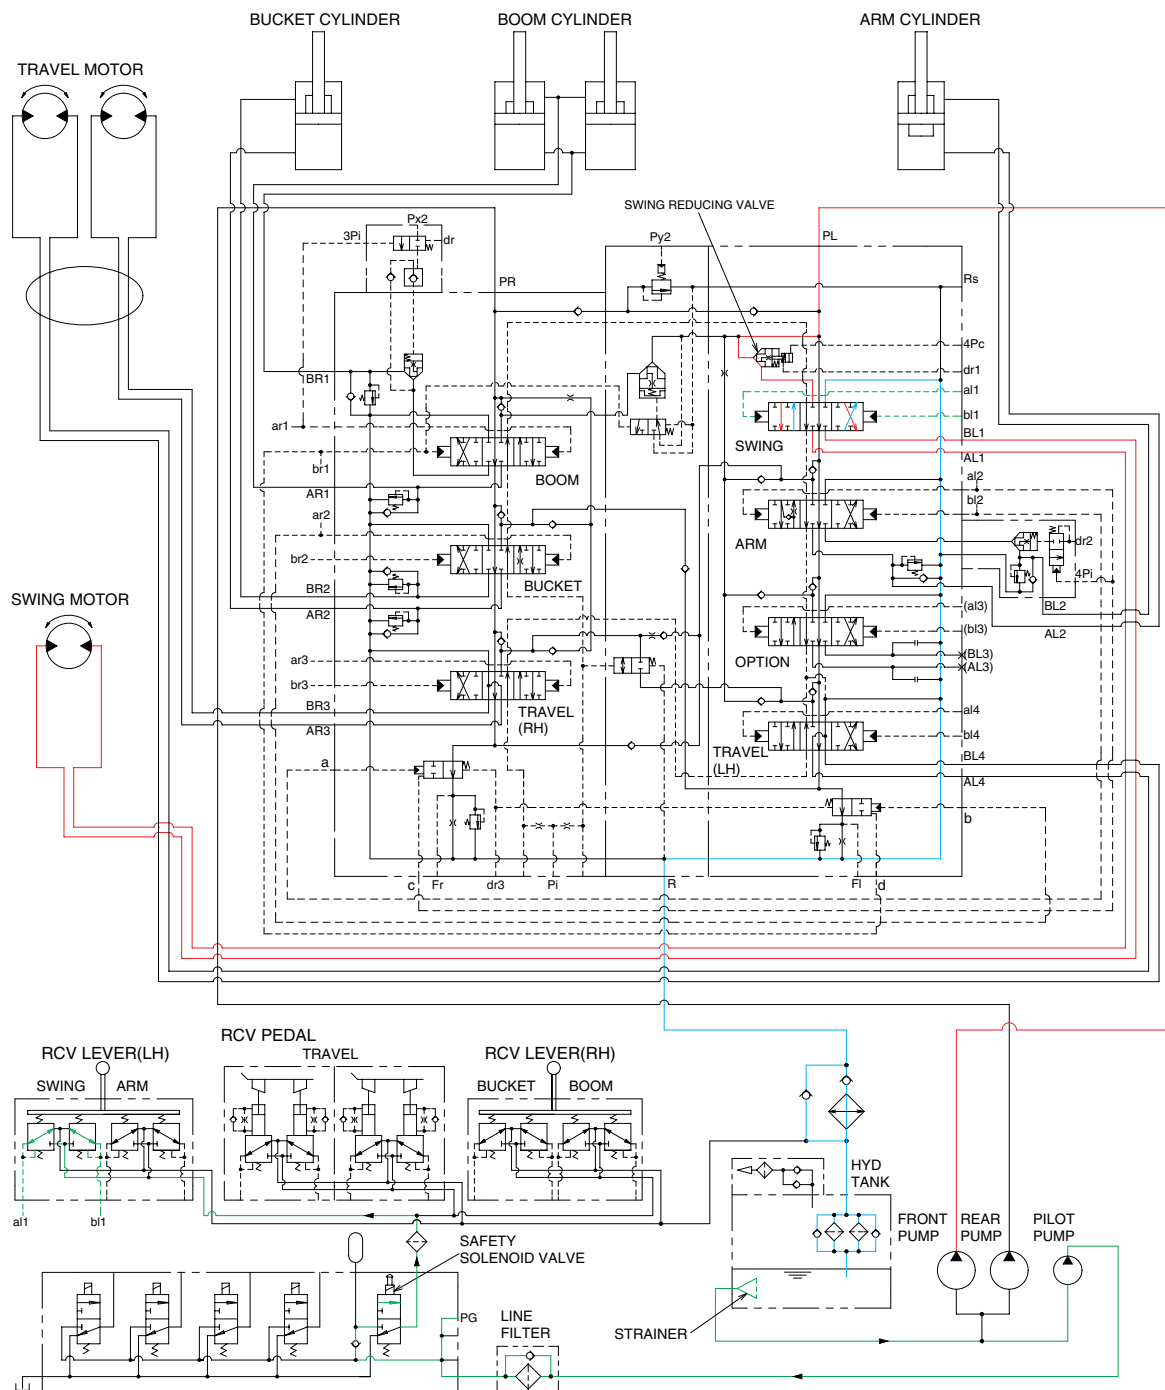 BUCKET CYLINDER
BOOM CYLINDER
ARM CYLINDER
TRAVEL MOTOR
SWING REDUCING VALVE
Px2
3Pi
dr
Py2
PL
PR
Rs
4Pc
dr1
BR1
al1
ar1
bl1
SWING
BL1
br1
BOOM
AL1
AR1
al2
ar2
bl2
ARM
dr2
br2
BUCKET
4Pi
BR2
BL2
AR2
(al3)
AL2
(bl3)
OPTION
(BL3)
(AL3)
SWING MOTOR
ar3
br3
BR3
TRAVEL
(RH)
AR3
al4
bl4
TRAVEL
(LH)
BL4
AL4
a
b
c
Fr
dr3
Pi
R
Fl
d
RCV LEVER(LH)
RCV PEDAL
RCV LEVER(RH)
SWING
ARM
TRAVEL
BUCKET
BOOM
al1
bl1
HYD
TANK
FRONT
PUMP
REAR
PUMP
PILOT
PUMP
SAFETY
SOLENOID VALVE
PG
LINE
FILTER
STRAINER